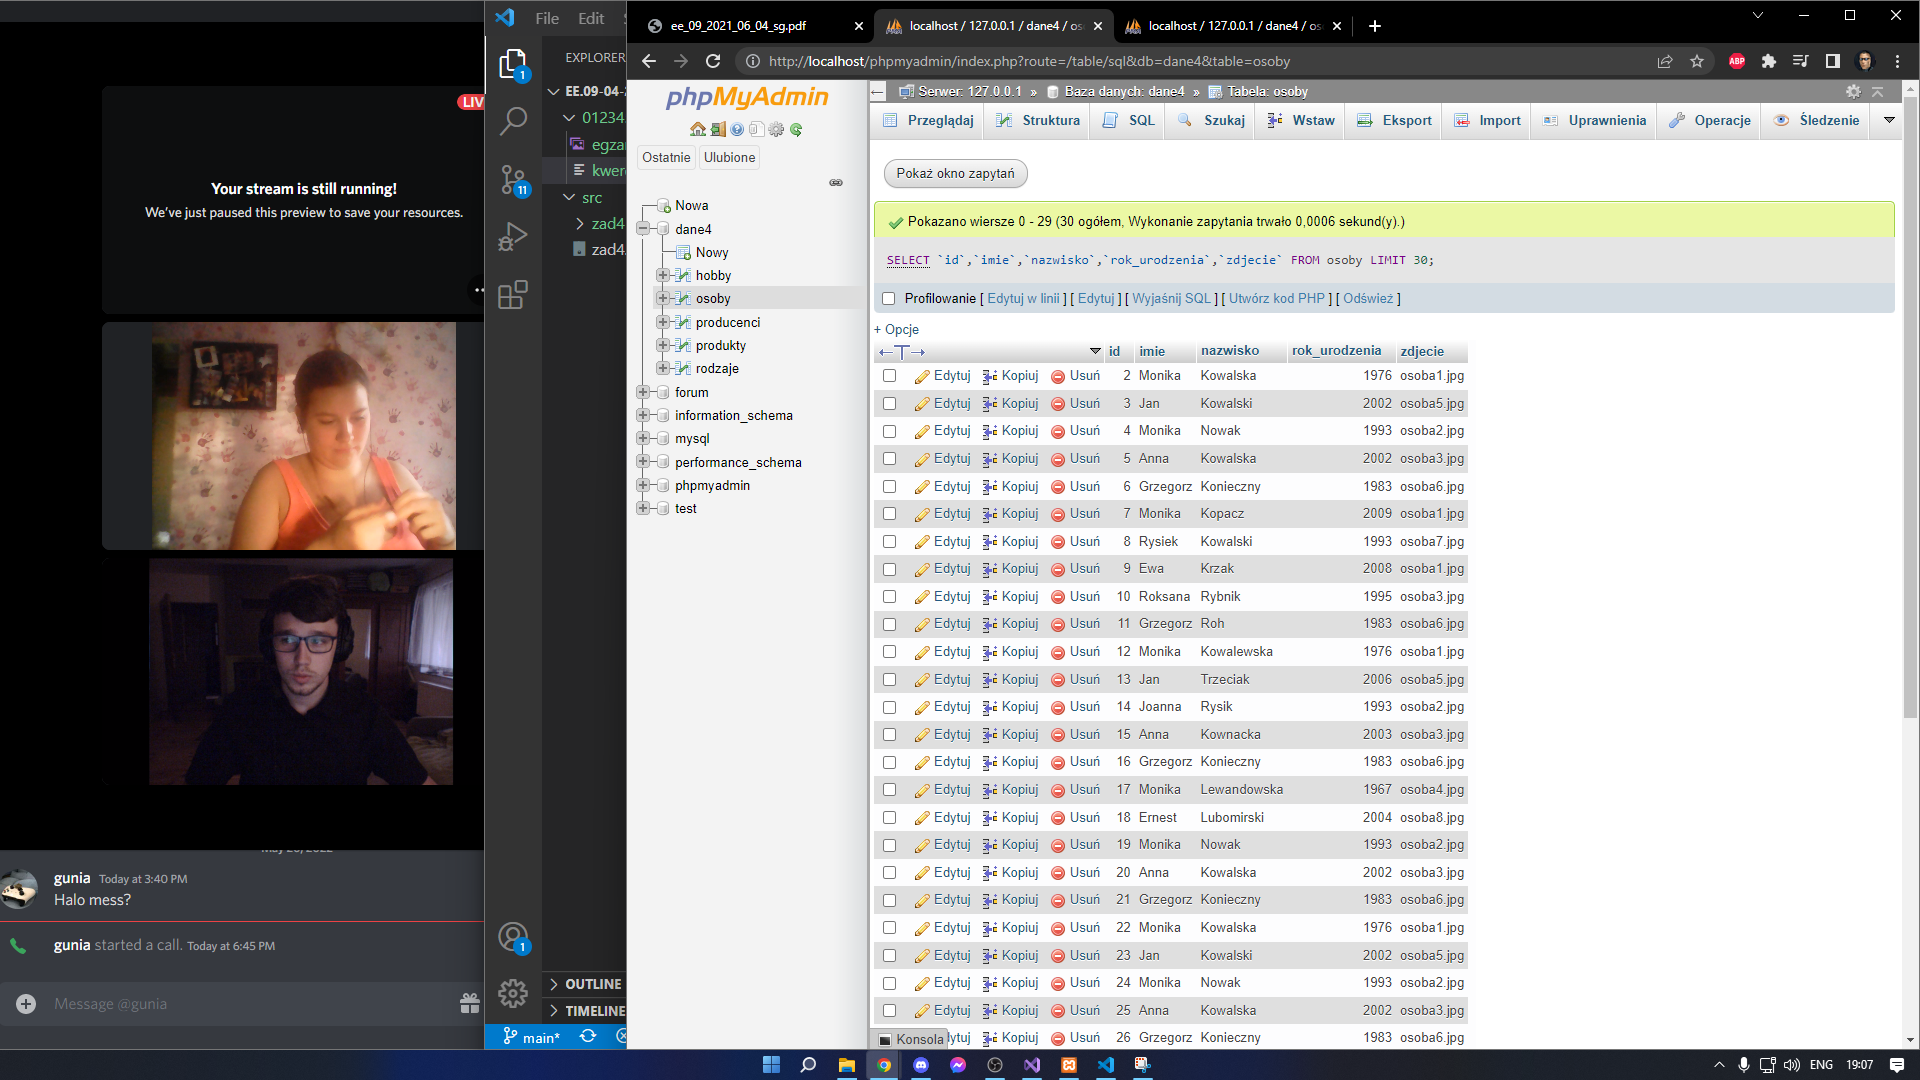 LIV
Your stream is still running!
We've just paused this preview to save your resources.
gunia Today at 3:40 PM
Halo mess?
gunia started a call. Today at 6:45 PM
Message @gunia
File Edit
EXPLORER
EE.09-04-
01234
egza
kwer
src
zad4
zad4
1
11
1
OUTLINE
TIMELINE
main*
ee_09_2021_06_04_sg.pdf
localhost / 127.0.0.1 / dane4 / os
localhost / 127.0.0.1 / dane4 / os
http://localhost/phpmyadmin/index.php?route=/table/sql&db=dane4&table=osoby
ABP
phpMyAdmin
Ostatnie Ulubione
Nowa
dane4
Nowy
hobby
osoby
producenci
produkty
rodzaje
forum
information_schema
mysql
performance_schema
phpmyadmin
test
Serwer: 127.0.0.1 » Baza danych: dane4 » Tabela: osoby
Przeglądaj Struktura SQL Szukaj Wstaw Eksport Import Uprawnienia Operacje Śledzenie
Pokaż okno zapytań
Pokazano wiersze 0 - 29 (30 ogółem, Wykonanie zapytania trwało 0,0006 sekund(y).)
SELECT `id`,`imie`,`nazwisko`,`rok_urodzenia`,`zdjecie` FROM osoby LIMIT 30;
Profilowanie [ Edytuj w linii ] [ Edytuj ] [ Wyjaśnij SQL ] [ Utwórz kod PHP ] [ Odśwież ]
+ Opcje
←T→ id imie nazwisko rok_urodzenia zdjecie
Edytuj Kopiuj Usuń 2 Monika Kowalska 1976 osoba1.jpg
Edytuj Kopiuj Usuń 3 Jan Kowalski 2002 osoba5.jpg
Edytuj Kopiuj Usuń 4 Monika Nowak 1993 osoba2.jpg
Edytuj Kopiuj Usuń 5 Anna Kowalska 2002 osoba3.jpg
Edytuj Kopiuj Usuń 6 Grzegorz Konieczny 1983 osoba6.jpg
Edytuj Kopiuj Usuń 7 Monika Kopacz 2009 osoba1.jpg
Edytuj Kopiuj Usuń 8 Rysiek Kowalski 1993 osoba7.jpg
Edytuj Kopiuj Usuń 9 Ewa Krzak 2008 osoba1.jpg
Edytuj Kopiuj Usuń 10 Roksana Rybnik 1995 osoba3.jpg
Edytuj Kopiuj Usuń 11 Grzegorz Roh 1983 osoba6.jpg
Edytuj Kopiuj Usuń 12 Monika Kowalewska 1976 osoba1.jpg
Edytuj Kopiuj Usuń 13 Jan Trzeciak 2006 osoba5.jpg
Edytuj Kopiuj Usuń 14 Joanna Rysik 1993 osoba2.jpg
Edytuj Kopiuj Usuń 15 Anna Kownacka 2003 osoba3.jpg
Edytuj Kopiuj Usuń 16 Grzegorz Konieczny 1983 osoba6.jpg
Edytuj Kopiuj Usuń 17 Monika Lewandowska 1967 osoba4.jpg
Edytuj Kopiuj Usuń 18 Ernest Lubomirski 2004 osoba8.jpg
Edytuj Kopiuj Usuń 19 Monika Nowak 1993 osoba2.jpg
Edytuj Kopiuj Usuń 20 Anna Kowalska 2002 osoba3.jpg
Edytuj Kopiuj Usuń 21 Grzegorz Konieczny 1983 osoba6.jpg
Edytuj Kopiuj Usuń 22 Monika Kowalska 1976 osoba1.jpg
Edytuj Kopiuj Usuń 23 Jan Kowalski 2002 osoba5.jpg
Edytuj Kopiuj Usuń 24 Monika Nowak 1993 osoba2.jpg
Edytuj Kopiuj Usuń 25 Anna Kowalska 2002 osoba3.jpg
Konsola ytuj Kopiuj Usuń 26 Grzegorz Konieczny 1983 osoba6.jpg
ENG 19:07